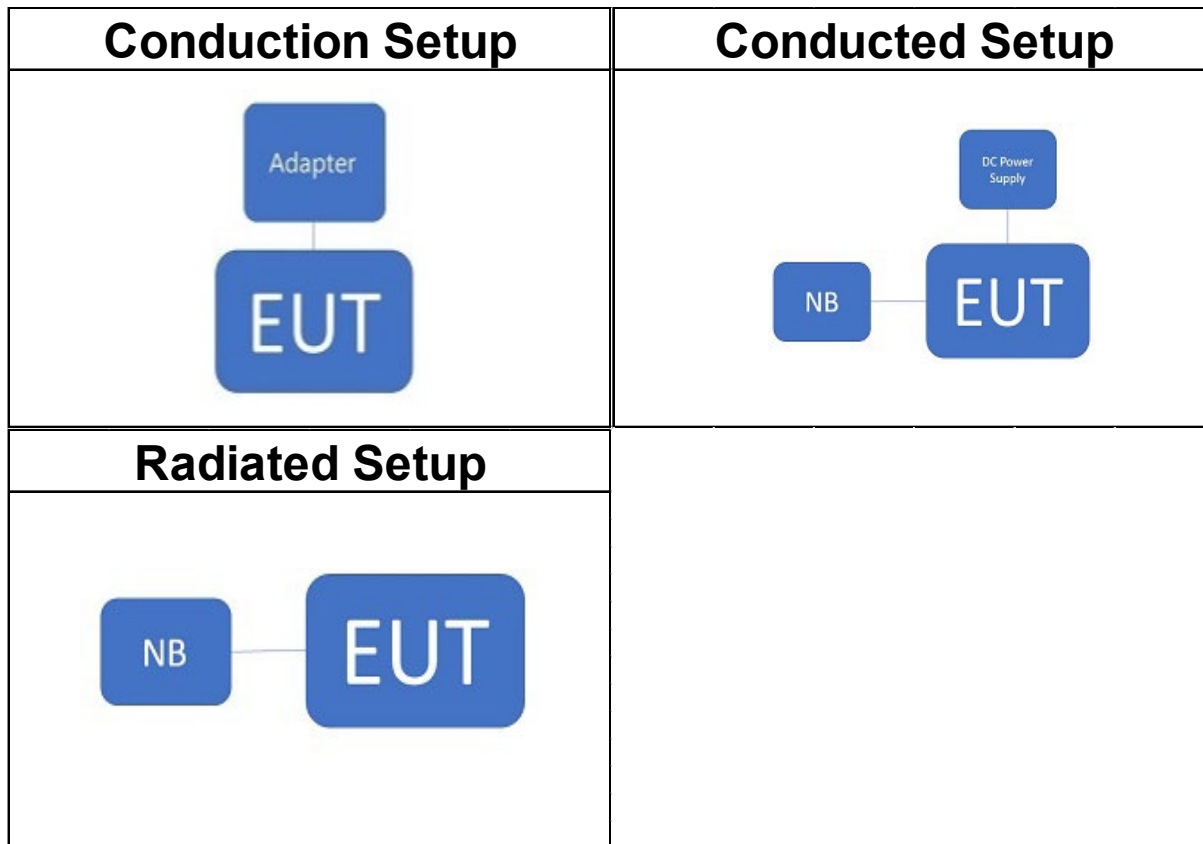 Conduction Setup
Conducted Setup
Adapter
EUT
DC Power
Supply
NB
EUT
Radiated Setup
NB
EUT